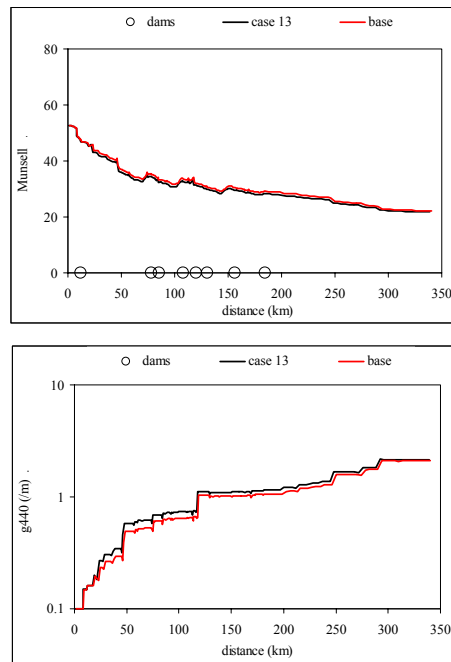 dams case 13 base
80
60
40
20
0
Munsell .
0 50 100 150 200 250 300 350
distance (km)
dams case 13 base
10
1
0.1
g440 (/m) .
0 50 100 150 200 250 300 350
distance (km)